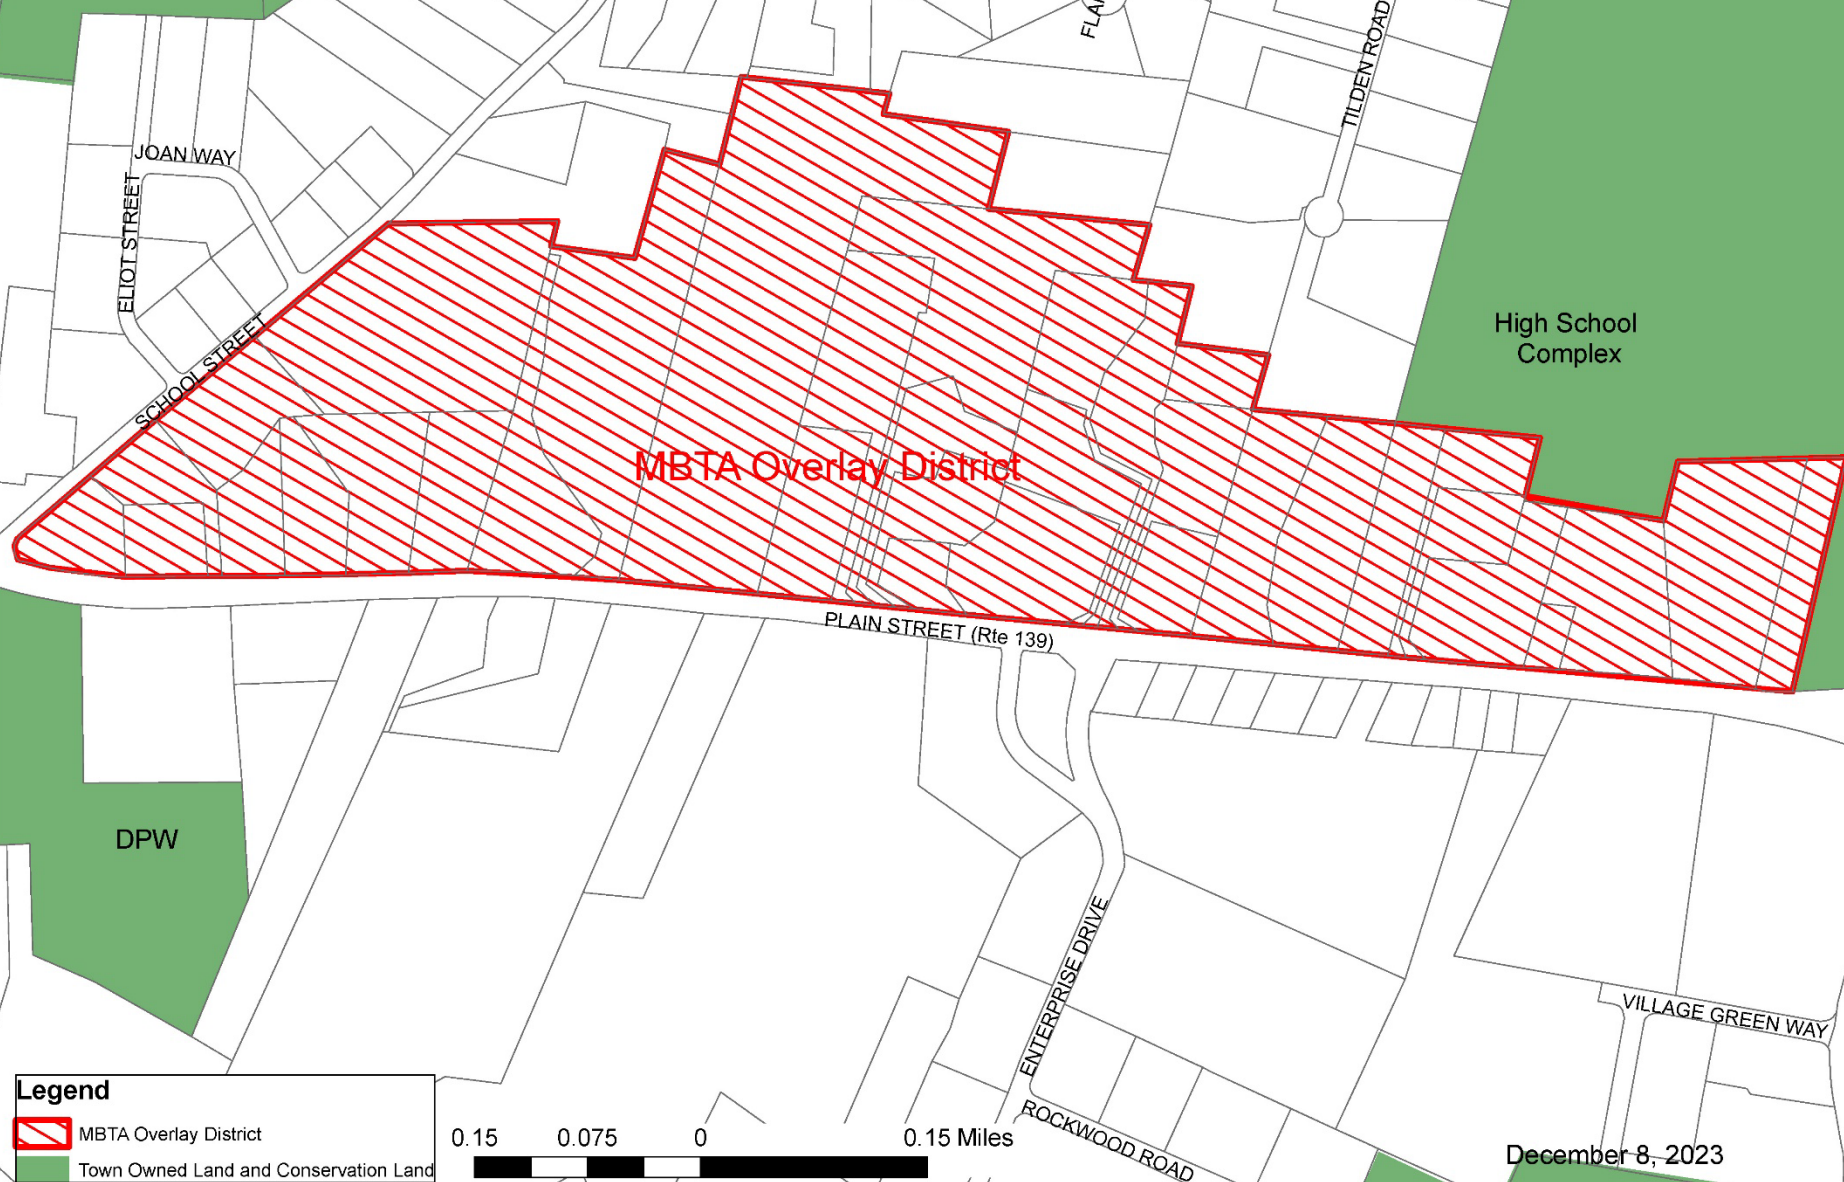 FLA
TILDEN ROAD
JOAN WAY
ELIOT STREET
SCHOOL STREET
High School
Complex
MBTA Overlay District
PLAIN STREET (Rte 139)
DPW
ENTERPRISE DRIVE
VILLAGE GREEN WAY
ROCKWOOD ROAD
Legend
MBTA Overlay District
Town Owned Land and Conservation Land
0.15 0.075 0 0.15 Miles
December 8, 2023